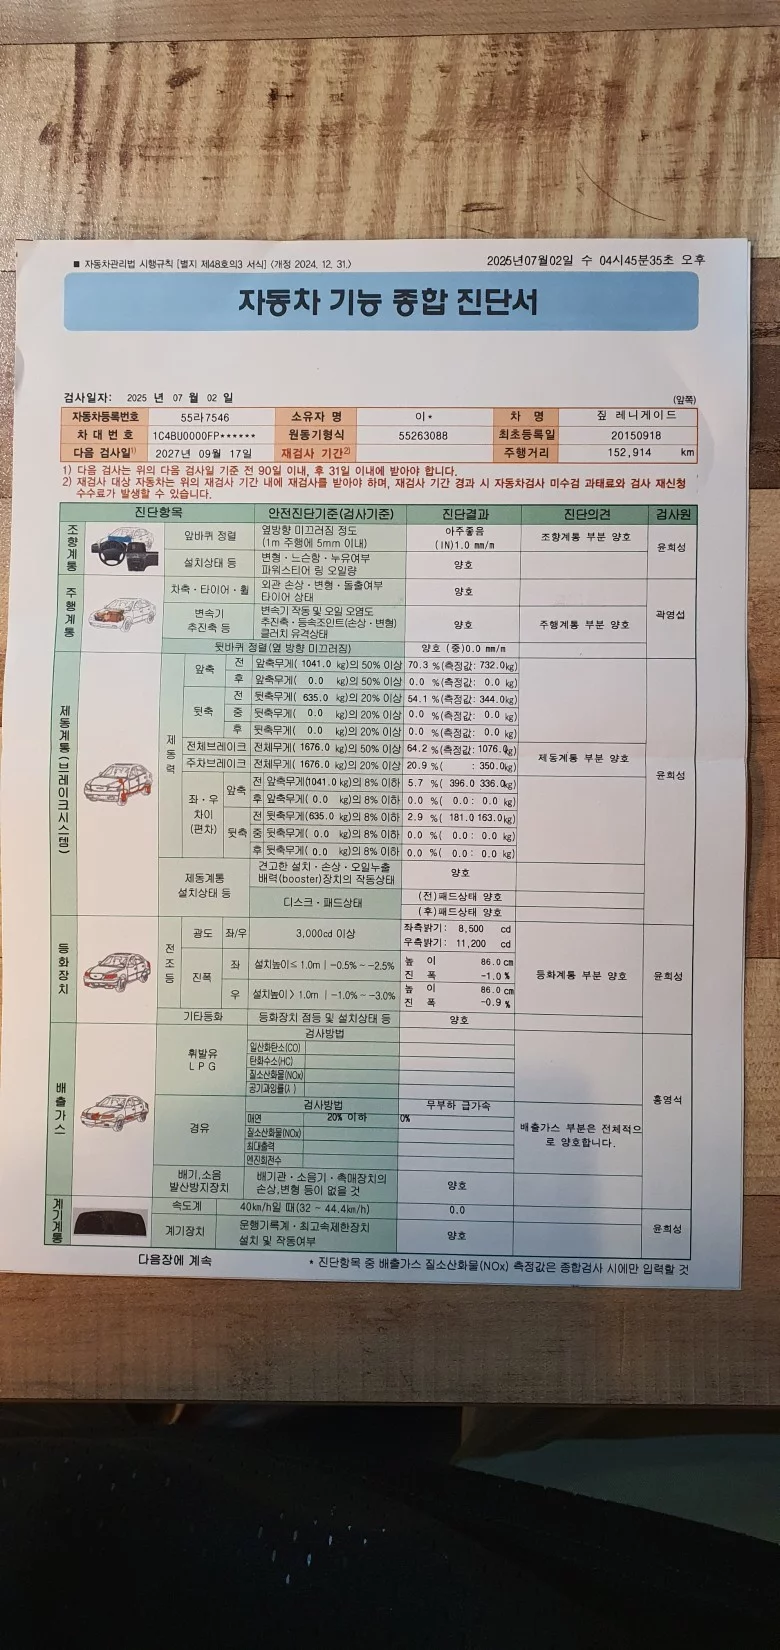 ■ 자동차관리법 시행규칙 [별지 제48호의3 서식] <개정 2024. 12. 31.>
2025년07월02일 수 04시45분35초 오후
자동차 기능 종합 진단서
검사일자: 2025 년 07 월 02 일
(앞쪽)
자동차등록번호 55라7546 소유자 명 이* 차 명 짚 레니게이드
차 대 번 호 1C4BU0000FP****** 원동기형식 55263088 최초등록일 20150918
다음 검사일1) 2027년 09월 17일 재검사 기간2) 주행거리 152,914 km
1) 다음 검사는 위의 다음 검사일 기준 전 90일 이내, 후 31일 이내에 받아야 합니다.
2) 재검사 대상 자동차는 위의 재검사 기간 내에 재검사를 받아야 하며, 재검사 기간 경과 시 자동차검사 미수검 과태료와 검사 재신청
수수료가 발생할 수 있습니다.
진단항목 안전진단기준(검사기준) 진단결과 진단의견 검사원
조향계통
앞바퀴 정렬
옆방향 미끄러짐 정도
(1m 주행에 5mm 이내)
아주좋음
(IN)1.0 mm/m
조향계통 부분 양호
윤희성
설치상태 등
변형·느슨함·누유여부
파워스티어 링 오일량
양호
주행계통
차축·타이어·휠
외관 손상·변형·돌출여부
타이어 상태
양호
곽영섭
변속기
추진축 등
변속기 작동 및 오일 오염도
추진축·등속조인트(손상·변형)
클러치 유격상태
양호
주행계통 부분 양호
뒷바퀴 정렬(옆 방향 미끄러짐) 양호 (중)0.0 mm/m
제동계통(브레이크시스템)
제동력
앞축
전 앞축무게( 1041.0 kg)의 50% 이상 70.3 %(측정값: 732.0kg)
후 앞축무게( 0.0 kg)의 50% 이상 0.0 %(측정값: 0.0 kg)
뒷축
전 뒷축무게( 635.0 kg)의 20% 이상 54.1 %(측정값: 344.0kg)
중 뒷축무게( 0.0 kg)의 20% 이상 0.0 %(측정값: 0.0 kg)
후 뒷축무게( 0.0 kg)의 20% 이상 0.0 %(측정값: 0.0 kg)
전체브레이크 전체무게( 1676.0 kg)의 50% 이상 64.2 %(측정값: 1076.0kg)
주차브레이크 전체무게( 1676.0 kg)의 20% 이상 20.9 %( : 350.0kg)
제동계통 부분 양호
윤희성
좌·우
차이
(편차)
앞축
전 앞축무게(1041.0 kg)의 8% 이하 5.7 %( 396.0 336.0kg)
후 앞축무게( 0.0 kg)의 8% 이하 0.0 %( 0.0: 0.0 kg)
뒷축
전 뒷축무게(635.0 kg)의 8% 이하 2.9 %( 181.0 163.0kg)
중 뒷축무게( 0.0 kg)의 8% 이하 0.0 %( 0.0: 0.0 kg)
후 뒷축무게( 0.0 kg)의 8% 이하 0.0 %( 0.0: 0.0 kg)
제동계통
설치상태 등
견고한 설치·손상·오일누출
배력(booster)장치의 작동상태
양호
디스크·패드상태
(전)패드상태 양호
(후)패드상태 양호
등화장치
전조등
광도 좌/우 3,000cd 이상
좌측밝기: 8,500 cd
우측밝기: 11,200 cd
진폭
좌 설치높이≤ 1.0m | -0.5% ~ -2.5%
높 이 86.0 cm
진 폭 -1.0 %
우 설치높이 > 1.0m | -1.0% ~ -3.0%
높 이 86.0 cm
진 폭 -0.9 %
등화계통 부분 양호
윤희성
기타등화 등화장치 점등 및 설치상태 등 양호
배출가스
휘발유
L P G
검사방법
일산화탄소(CO)
탄화수소(HC)
질소산화물(NOx)
공기과잉률(λ)
경유
검사방법 무부하 급가속
매연 20% 이하 0%
질소산화물(NOx)
최대출력
엔진회전수
배출가스 부분은 전체적으
로 양호합니다.
홍영석
배기,소음
발산방지장치
배기관·소음기·촉매장치의
손상,변형 등이 없을 것
양호
계기계통
속도계 40km/h일 때(32 ~ 44.4km/h) 0.0
계기장치
운행기록계·최고속제한장치
설치 및 작동여부
양호
윤희성
다음장에 계속
* 진단항목 중 배출가스 질소산화물(NOx) 측정값은 종합검사 시에만 입력할 것